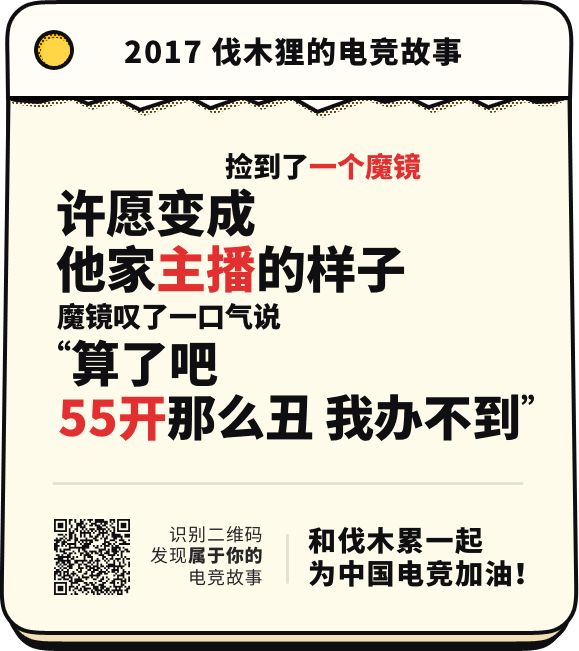 2017 伐木狸的电竞故事
捡到了一个魔镜
许愿变成
他家主播的样子
魔镜叹了一口气说
“算了吧
55开那么丑 我办不到”
识别二维码
发现属于你的
电竞故事
和伐木累一起
为中国电竞加油!